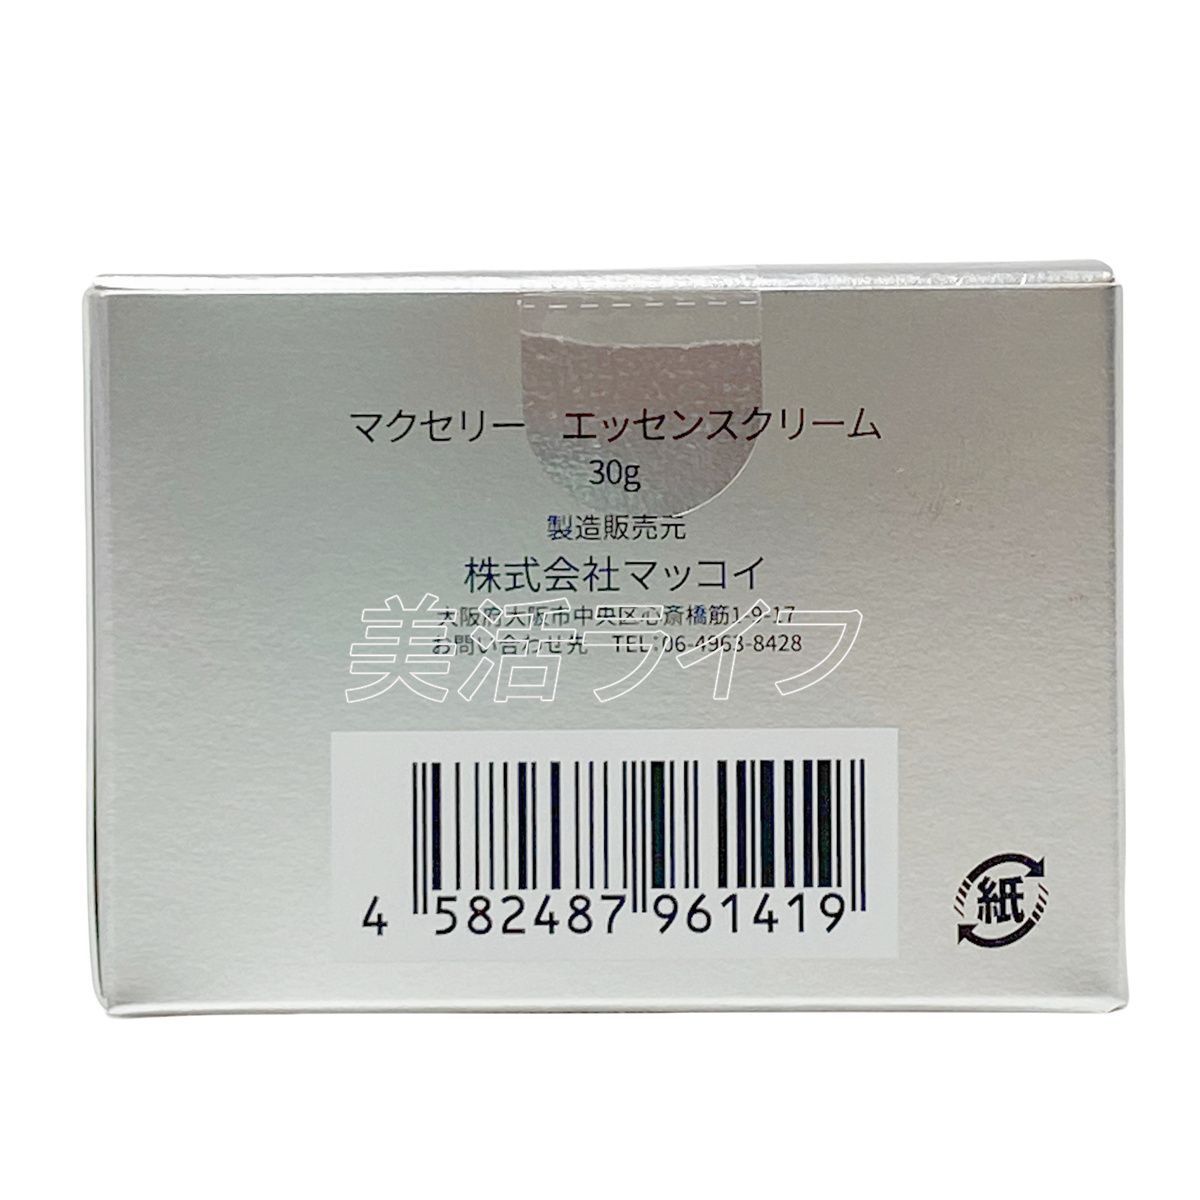 マクセリー　エッセンスクリーム
30g
製造販売元
株式会社マッコイ
大阪府大阪市中央区心斎橋筋1-9-17
お問い合わせ先　TEL:06-4963-8428
美活ライフ
4 582487 961419
紙